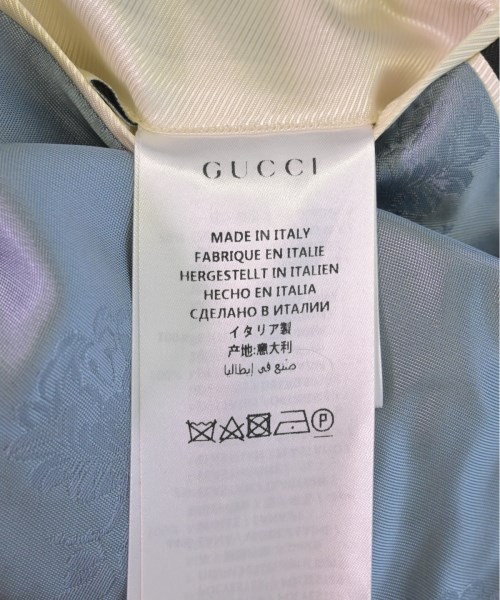 GUCCI
MADE IN ITALY
FABRIQUE EN ITALIE
HERGESTELLT IN ITALIEN
HECHO EN ITALIA
СДЕЛАНО В ИТАЛИИ
イタリア製
产地:意大利
صنع في إيطاليا
P